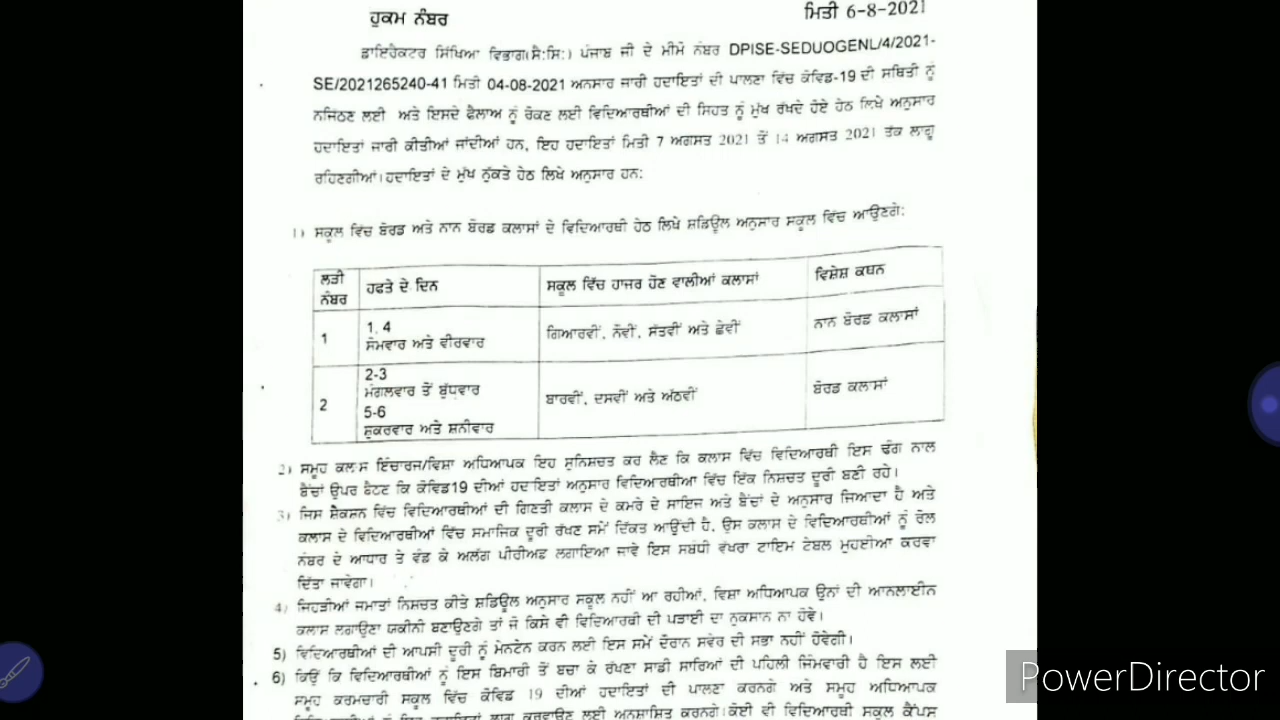 ਹੁਕਮ ਨੰਬਰ
ਮਿਤੀ 6-8-2021
ਡਾਇਰੈਕਟਰ ਸਿੱਖਿਆ ਵਿਭਾਗ(ਸੈ:ਸਿ:) ਪੰਜਾਬ ਜੀ ਦੇ ਮੀਮੋ ਨੰਬਰ DPISE-SEDUOGENL/4/2021-
SE/2021265240-41 ਮਿਤੀ 04-08-2021 ਅਨਸਾਰ ਜਾਰੀ ਹਦਾਇਤਾਂ ਦੀ ਪਾਲਣਾ ਵਿੱਚ ਕੋਵਿਡ-19 ਦੀ ਸਥਿਤੀ ਨੂੰ
ਨਜਿੱਠਣ ਲਈ ਅਤੇ ਇਸਦੇ ਫੈਲਾਅ ਨੂੰ ਰੋਕਣ ਲਈ ਵਿਦਿਆਰਥੀਆਂ ਦੀ ਸਿਹਤ ਨੂੰ ਮੁੱਖ ਰੱਖਦੇ ਹੋਏ ਹੇਠ ਲਿਖੇ ਅਨੁਸਾਰ
ਹਦਾਇਤਾਂ ਜਾਰੀ ਕੀਤੀਆਂ ਜਾਂਦੀਆਂ ਹਨ, ਇਹ ਹਦਾਇਤਾਂ ਮਿਤੀ 7 ਅਗਸਤ 2021 ਤੋਂ 14 ਅਗਸਤ 2021 ਤੱਕ ਲਾਗੂ
ਰਹਿਣਗੀਆਂ।ਹਦਾਇਤਾਂ ਦੇ ਮੁੱਖ ਨੁੱਕਤੇ ਹੇਠ ਲਿਖੇ ਅਨੁਸਾਰ ਹਨ:
1) ਸਕੂਲ ਵਿੱਚ ਬੋਰਡ ਅਤੇ ਨਾਨ ਬੋਰਡ ਕਲਾਸਾਂ ਦੇ ਵਿਦਿਆਰਥੀ ਹੇਠ ਲਿਖੇ ਸ਼ਡਿਊਲ ਅਨੁਸਾਰ ਸਕੂਲ ਵਿੱਚ ਆਉਣਗੇ:
ਲੜੀ ਨੰਬਰ
ਹਫਤੇ ਦੇ ਦਿਨ
ਸਕੂਲ ਵਿੱਚ ਹਾਜਰ ਹੋਣ ਵਾਲੀਆਂ ਕਲਾਸਾਂ
ਵਿਸ਼ੇਸ਼ ਕਥਨ
1
1, 4
ਸੋਮਵਾਰ ਅਤੇ ਵੀਰਵਾਰ
ਗਿਆਰਵੀਂ, ਨੌਵੀਂ, ਸੱਤਵੀਂ ਅਤੇ ਛੇਵੀਂ
ਨਾਨ ਬੋਰਡ ਕਲਾਸਾਂ
2
2-3
ਮੰਗਲਵਾਰ ਤੋਂ ਬੁੱਧਵਾਰ
5-6
ਸ਼ੁਕਰਵਾਰ ਅਤੇ ਸ਼ਨੀਵਾਰ
ਬਾਰਵੀਂ, ਦਸਵੀਂ ਅਤੇ ਅੱਠਵੀਂ
ਬੋਰਡ ਕਲਾਸਾਂ
2) ਸਮੂਹ ਕਲਾਸ ਇੰਚਾਰਜ/ਵਿਸ਼ਾ ਅਧਿਆਪਕ ਇਹ ਸੁਨਿਸ਼ਚਤ ਕਰ ਲੈਣ ਕਿ ਕਲਾਸ ਵਿੱਚ ਵਿਦਿਆਰਥੀ ਇਸ ਢੰਗ ਨਾਲ
ਬੈਂਚਾਂ ਉਪਰ ਬੈਠਣ ਕਿ ਕੋਵਿਡ19 ਦੀਆਂ ਹਦਾਇਤਾਂ ਅਨੁਸਾਰ ਵਿਦਿਆਰਥੀਆ ਵਿੱਚ ਇੱਕ ਨਿਸ਼ਚਤ ਦੂਰੀ ਬਣੀ ਰਹੇ।
3) ਜਿਸ ਸ਼ੈਕਸ਼ਨ ਵਿੱਚ ਵਿਦਿਆਰਥੀਆਂ ਦੀ ਗਿਣਤੀ ਕਲਾਸ ਦੇ ਕਮਰੇ ਦੇ ਸਾਇਜ ਅਤੇ ਬੈਂਚਾਂ ਦੇ ਅਨੁਸਾਰ ਜਿਆਦਾ ਹੈ ਅਤੇ
ਕਲਾਸ ਦੇ ਵਿਦਿਆਰਥੀਆਂ ਵਿੱਚ ਸਮਾਜਿਕ ਦੂਰੀ ਰੱਖਣ ਸਮੇਂ ਦਿੱਕਤ ਆਉਂਦੀ ਹੈ, ਉਸ ਕਲਾਸ ਦੇ ਵਿਦਿਆਰਥੀਆਂ ਨੂੰ ਰੋਲ
ਨੰਬਰ ਦੇ ਆਧਾਰ ਤੇ ਵੰਡ ਕੇ ਅਲੱਗ ਪੀਰੀਅਡ ਲਗਾਇਆ ਜਾਵੇ ਇਸ ਸਬੰਧੀ ਵੱਖਰਾ ਟਾਇਮ ਟੇਬਲ ਮੁਹਈਆ ਕਰਵਾ
ਦਿੱਤਾ ਜਾਵੇਗਾ।
4) ਜਿਹੜੀਆਂ ਜਮਾਤਾਂ ਨਿਸ਼ਚਤ ਕੀਤੇ ਸ਼ਡਿਊਲ ਅਨੁਸਾਰ ਸਕੂਲ ਨਹੀਂ ਆ ਰਹੀਆਂ, ਵਿਸ਼ਾ ਅਧਿਆਪਕ ਉਨਾਂ ਦੀ ਆਨਲਾਈਨ
ਕਲਾਸ ਲਗਾਉਣਾ ਯਕੀਨੀ ਬਣਾਉਣਗੇ ਤਾਂ ਜੋ ਕਿਸੇ ਵੀ ਵਿਦਿਆਰਥੀ ਦੀ ਪੜਾਈ ਦਾ ਨੁਕਸਾਨ ਨਾ ਹੋਵੇ।
5) ਵਿਦਿਆਰਥੀਆਂ ਦੀ ਆਪਸੀ ਦੂਰੀ ਨੂੰ ਮੇਨਟੇਨ ਕਰਨ ਲਈ ਇਸ ਸਮੇਂ ਦੌਰਾਨ ਸਵੇਰ ਦੀ ਸਭਾ ਨਹੀਂ ਹੋਵੇਗੀ।
6) ਕਿਉਂ ਕਿ ਵਿਦਿਆਰਥੀਆਂ ਨੂੰ ਇਸ ਬਿਮਾਰੀ ਤੋਂ ਬਚਾ ਕੇ ਰੱਖਣਾ ਸਾਡੀ ਸਾਰਿਆਂ ਦੀ ਪਹਿਲੀ ਜਿੰਮੇਵਾਰੀ ਹੈ ਇਸ ਲਈ
ਸਮੂਹ ਕਰਮਚਾਰੀ ਸਕੂਲ ਵਿੱਚ ਕੋਵਿਡ 19 ਦੀਆਂ ਹਦਾਇਤਾਂ ਦੀ ਪਾਲਣਾ ਕਰਨਗੇ ਅਤੇ ਸਮੂਹ ਅਧਿਆਪਕ
ਲਾਗੂ ਕਰਵਾਉਣ ਲਈ ਅਨੁਸ਼ਾਸਿਤ ਕਰਨਗੇ।ਕੋਈ ਵੀ ਵਿਦਿਆਰਥੀ ਸਕੂਲ ਕੈਂਪਸ
PowerDirector